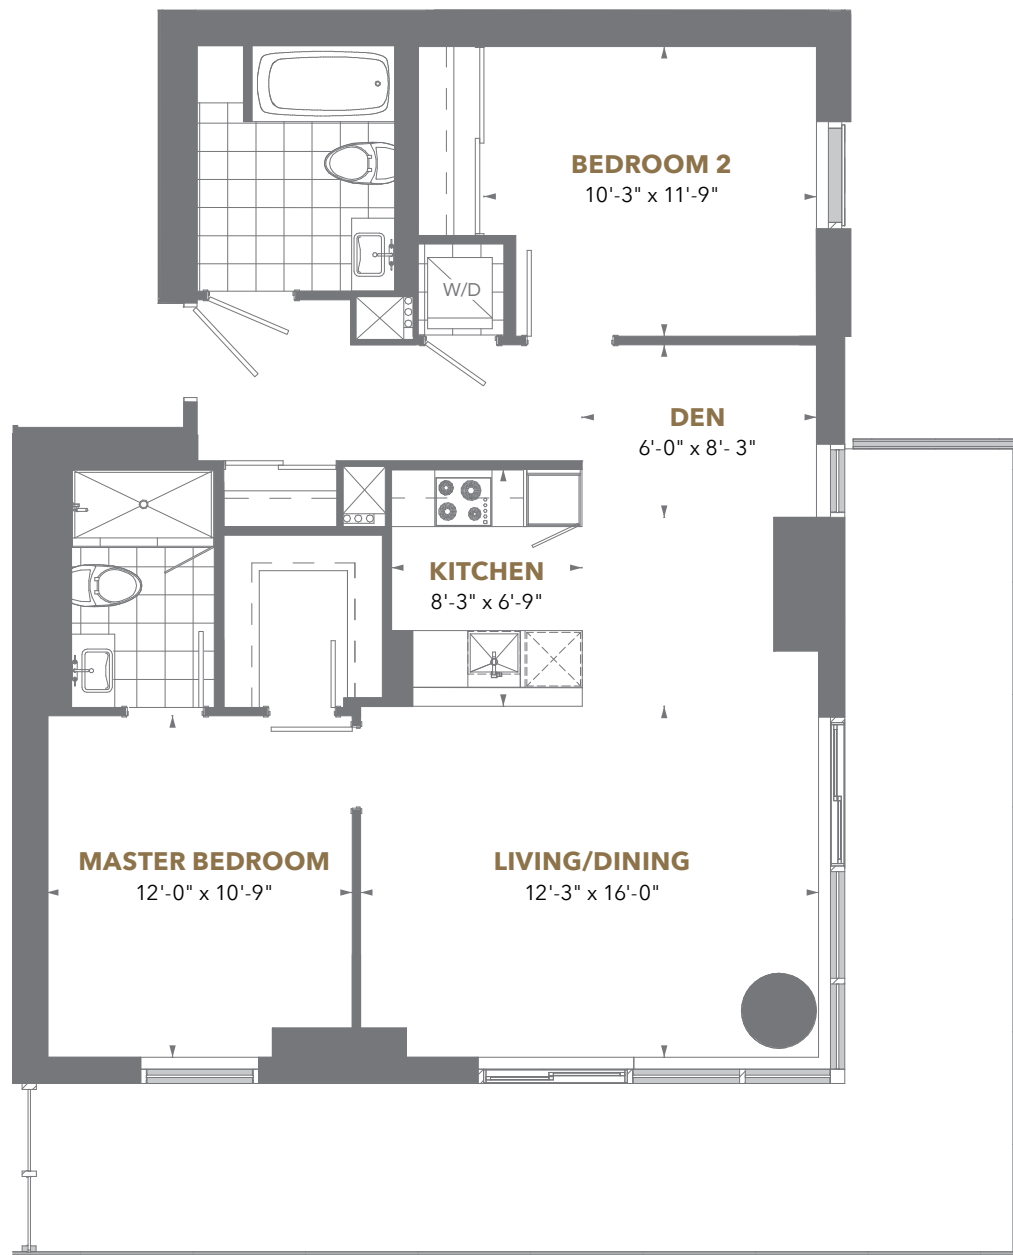 BEDROOM 2
10'-3" x 11'-9"
W/D
DEN
6'-0" x 8'- 3"
KITCHEN
8'-3" x 6'-9"
MASTER BEDROOM
12'-0" x 10'-9"
LIVING/DINING
12'-3" x 16'-0"